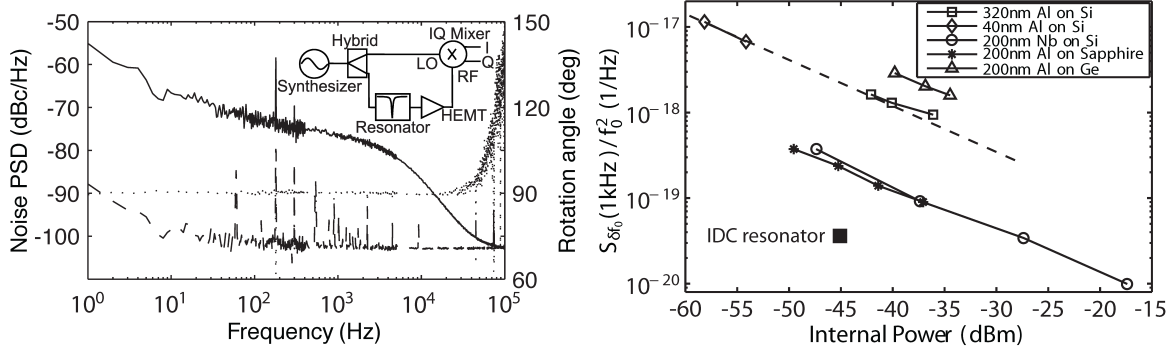 -50
-60
-70
-80
-90
-100
Noise PSD (dBc/Hz)
10^0
10^1
10^2
10^3
10^4
10^5
Frequency (Hz)
150
120
90
60
Rotation angle (deg)
Hybrid
IQ Mixer
I
Q
X
LO
RF
Synthesizer
HEMT
Resonator
10^-17
10^-18
10^-19
10^-20
S_δf_0 (1kHz) / f_0^2 (1/Hz)
320nm Al on Si
40nm Al on Si
200nm Nb on Si
200nm Al on Sapphire
200nm Al on Ge
IDC resonator
-60 -55 -50 -45 -40 -35 -30 -25 -20 -15
Internal Power (dBm)